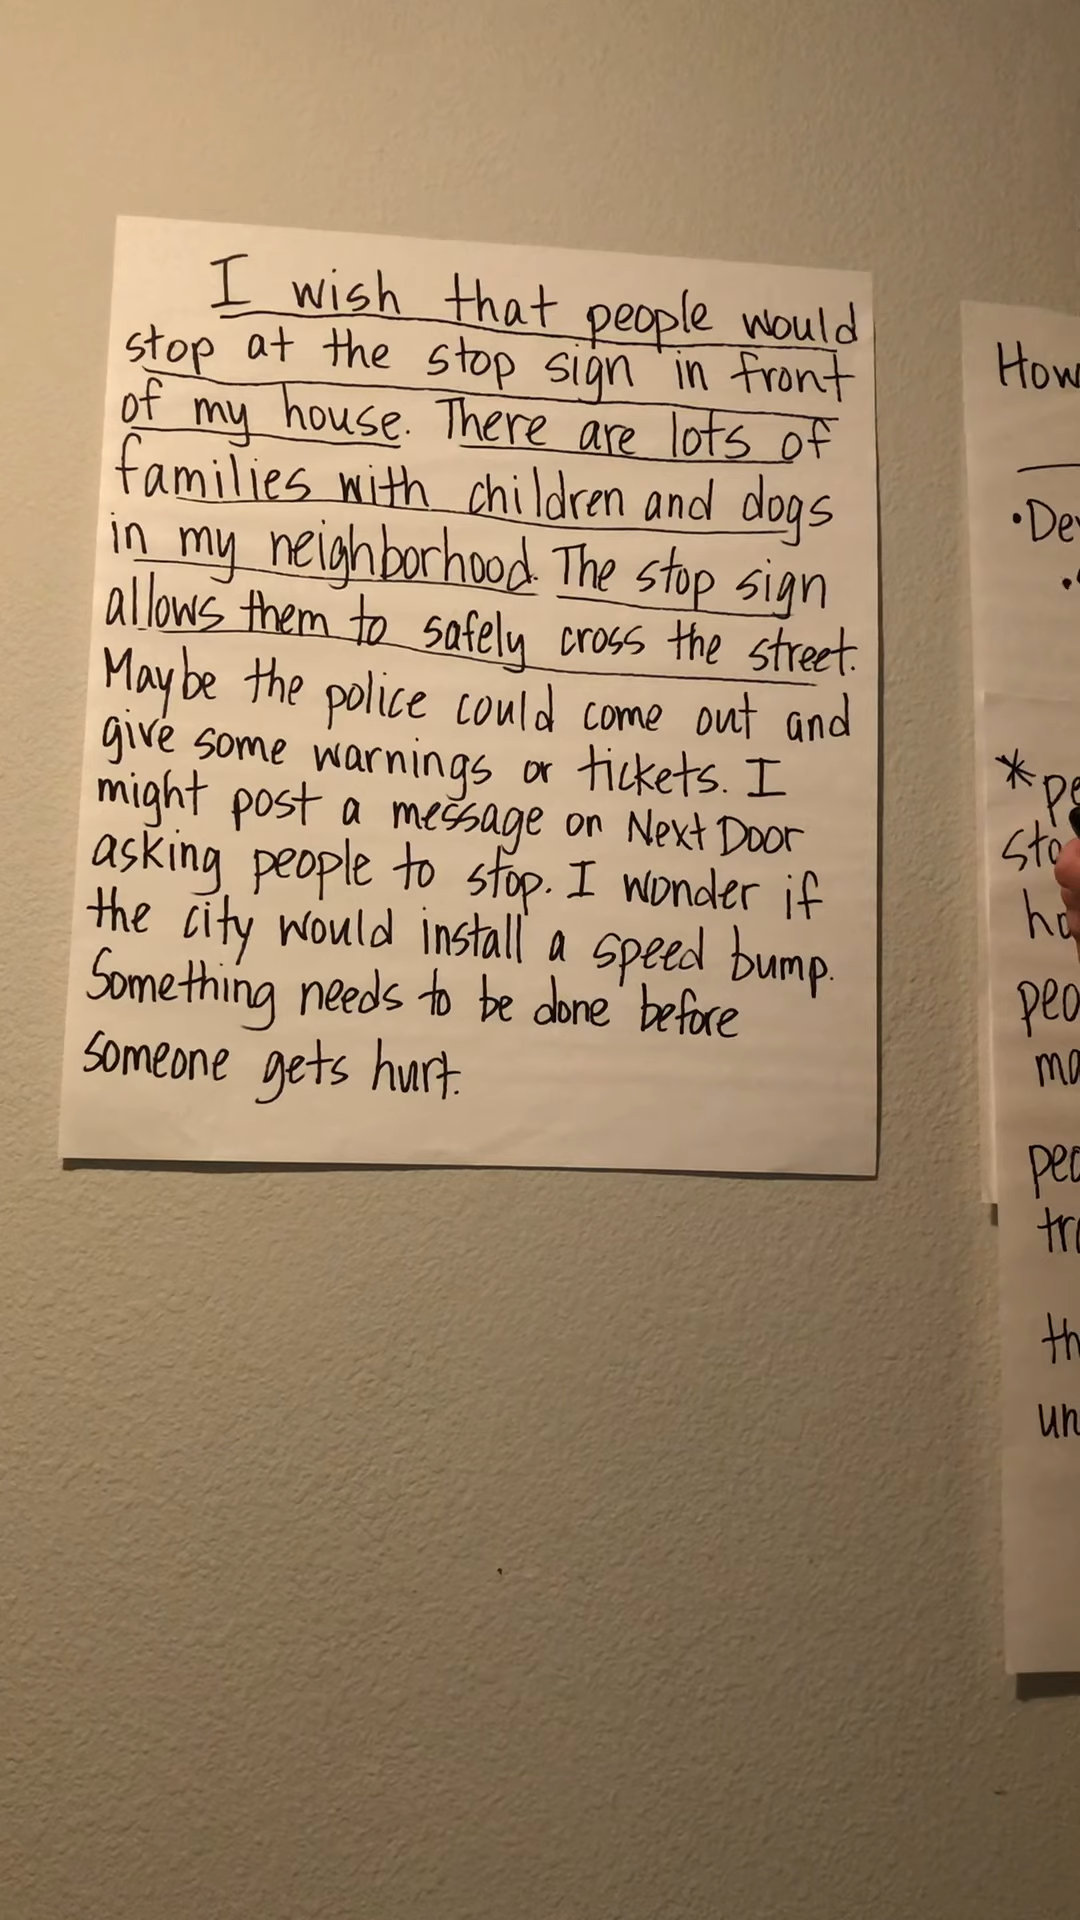 I wish that people would
stop at the stop sign in front
of my house. There are lots of
families with children and dogs
in my neighborhood. The stop sign
allows them to safely cross the street.
Maybe the police could come out and
give some warnings or tickets. I
might post a message on Next Door
asking people to stop. I wonder if
the city would install a speed bump.
Something needs to be done before
someone gets hurt.
How